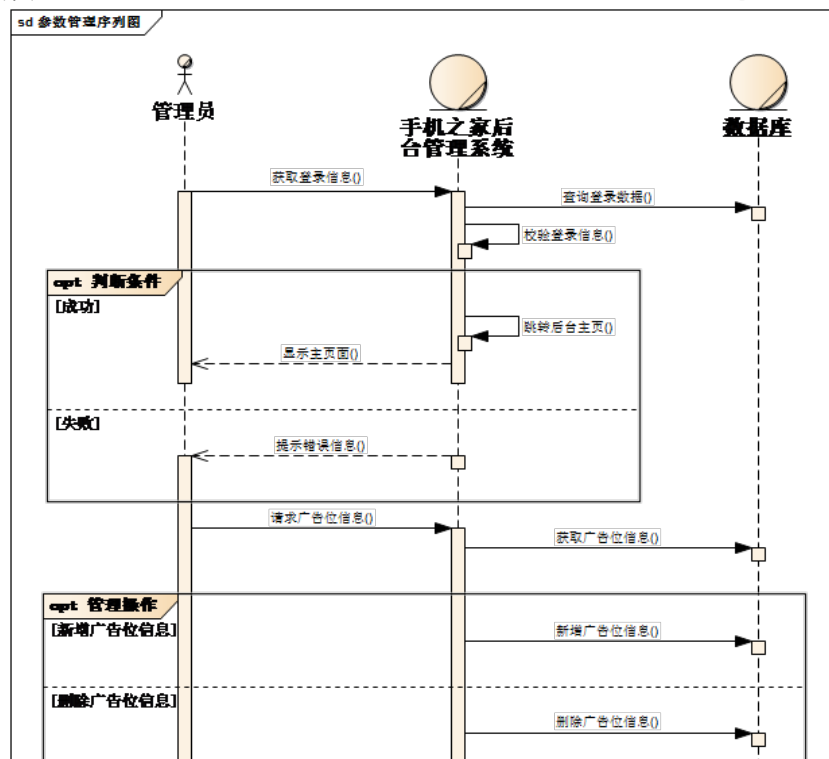 sd 参数管理序列图
管理员
手机之家后
台管理系统
数据库
获取登录信息()
查询登录数据()
校验登录信息()
opt 判断条件
[成功]
跳转后台主页()
显示主页面()
[失败]
提示错误信息()
请求广告位信息()
获取广告位信息()
opt 管理操作
[新增广告位信息]
新增广告位信息()
[删除广告位信息]
删除广告位信息()